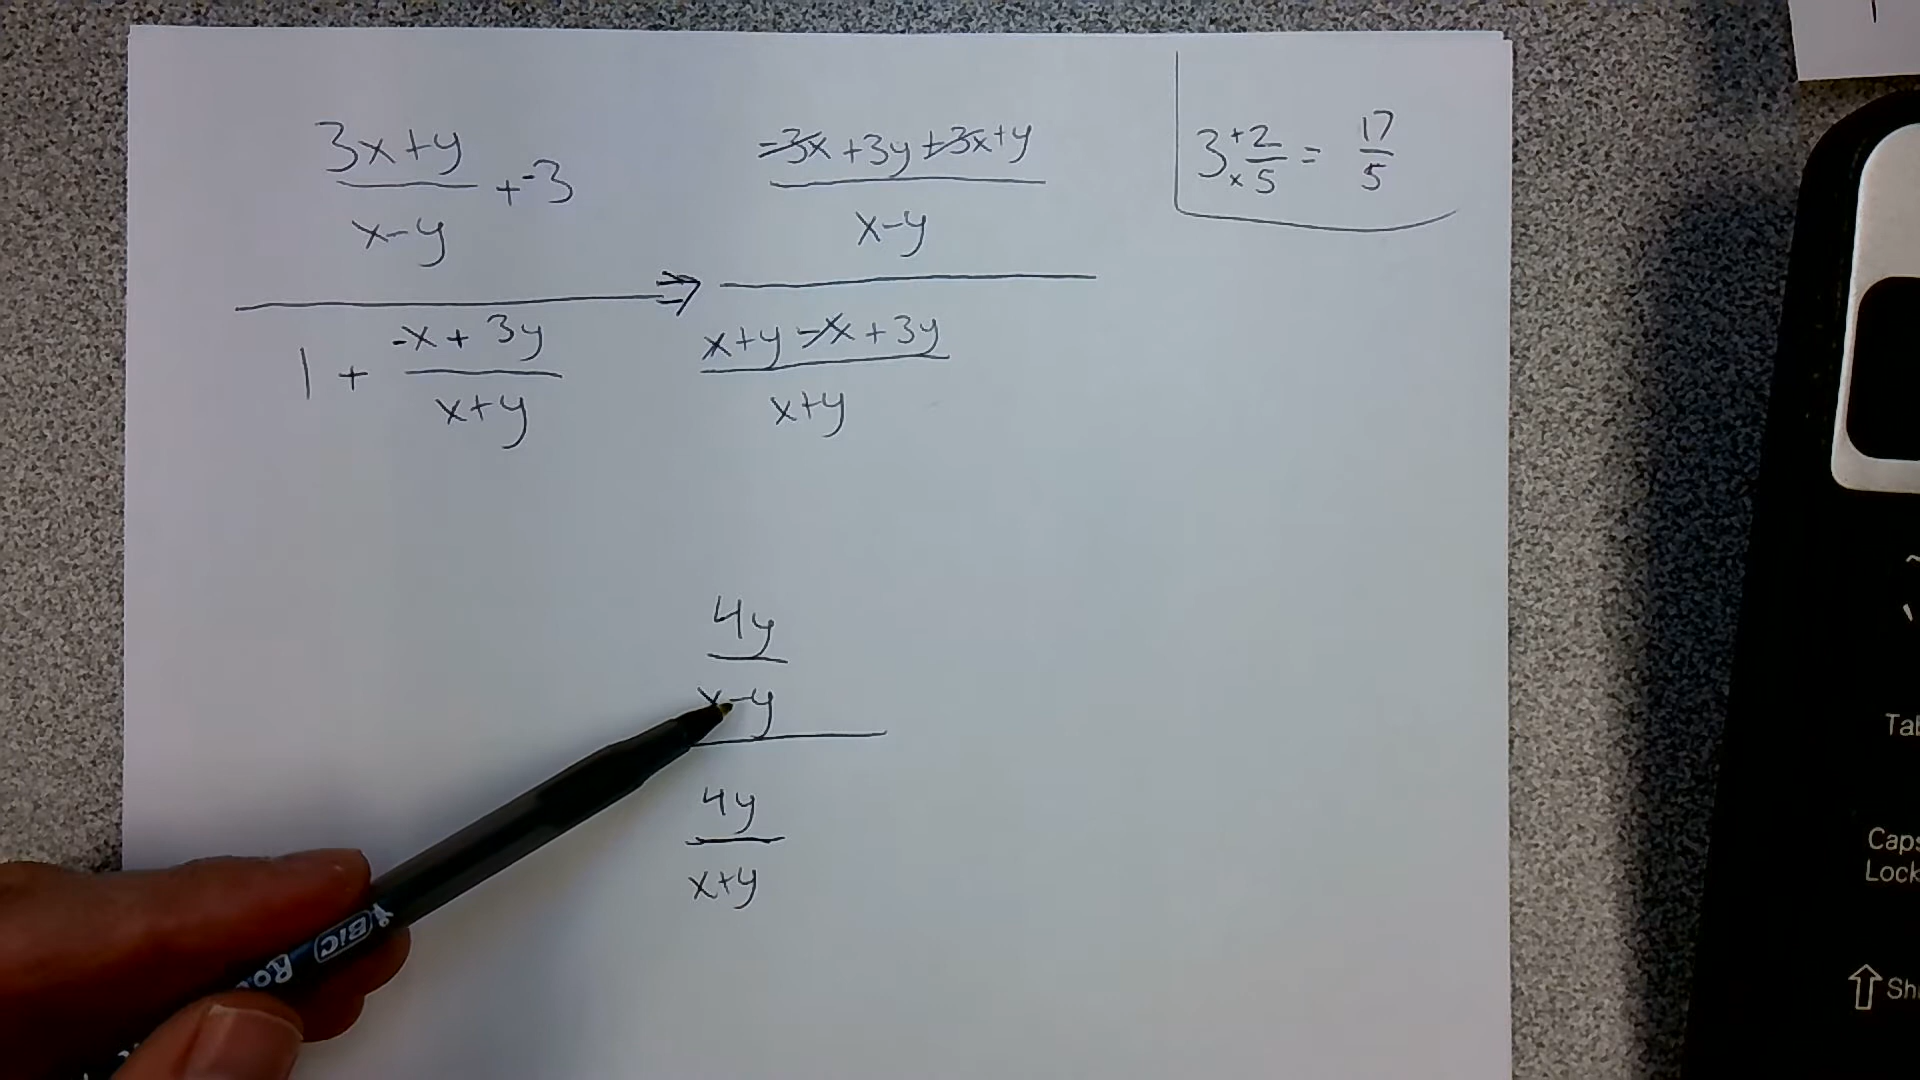 3x+y
x-y
+-3
1 +
-x + 3y
x+y
-3x +3y +3x+y
x-y
x+y -x + 3y
x+y
3 +2
x 5
=
17
5
4y
x-y
4y
x+y
BIC
Tab
Caps
Lock